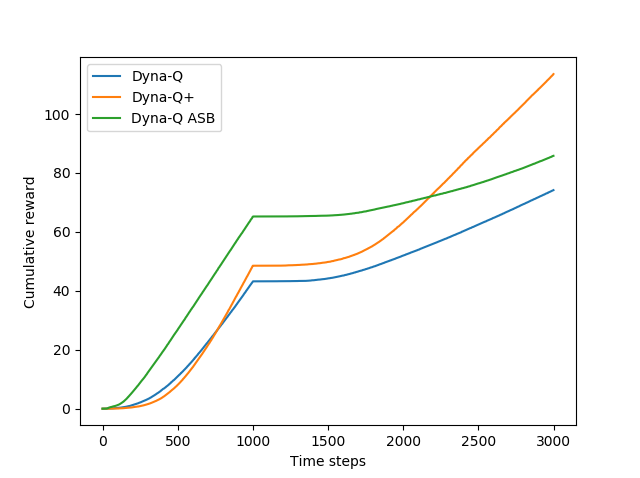 Dyna-Q
Dyna-Q+
Dyna-Q ASB
100
80
60
40
20
0
Cumulative reward
0 500 1000 1500 2000 2500 3000
Time steps